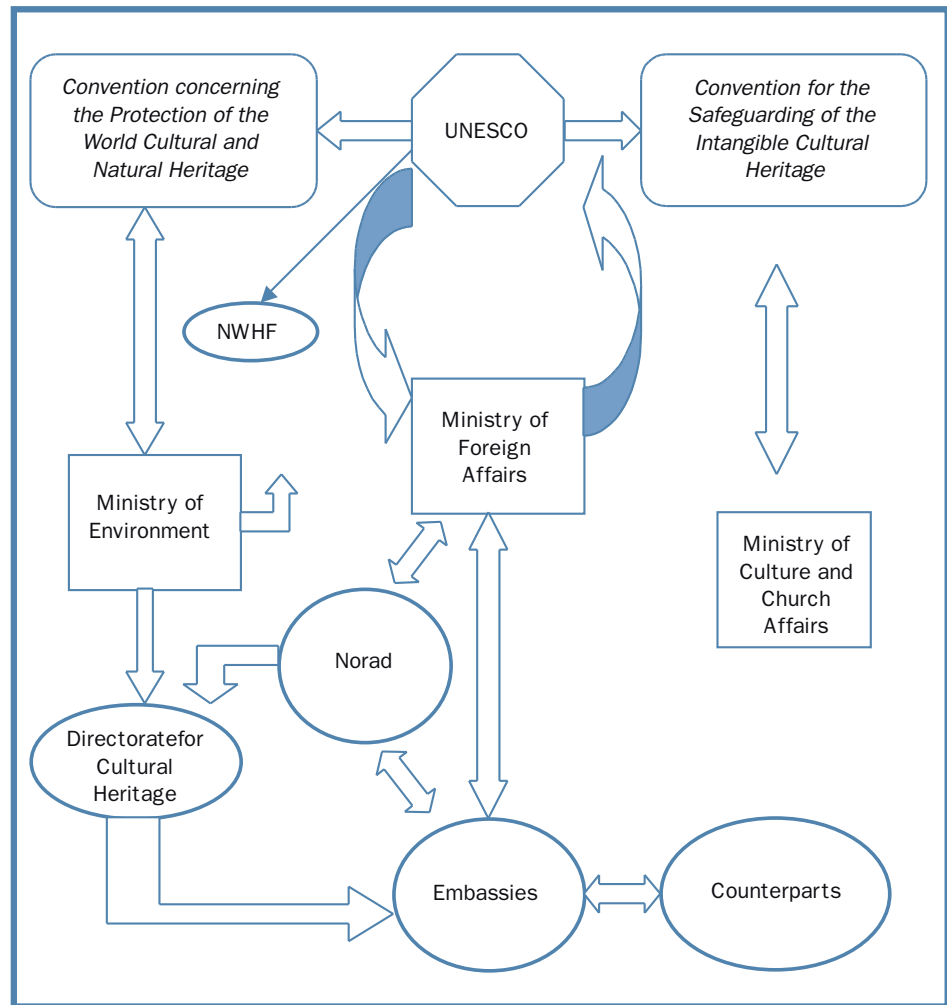 Convention concerning
the Protection of the
World Cultural and
Natural Heritage
UNESCO
Convention for the
Safeguarding of the
Intangible Cultural
Heritage
NWHF
Ministry of
Foreign
Affairs
Ministry of
Environment
Ministry of
Culture and
Church
Affairs
Norad
Directoratefor
Cultural
Heritage
Embassies
Counterparts